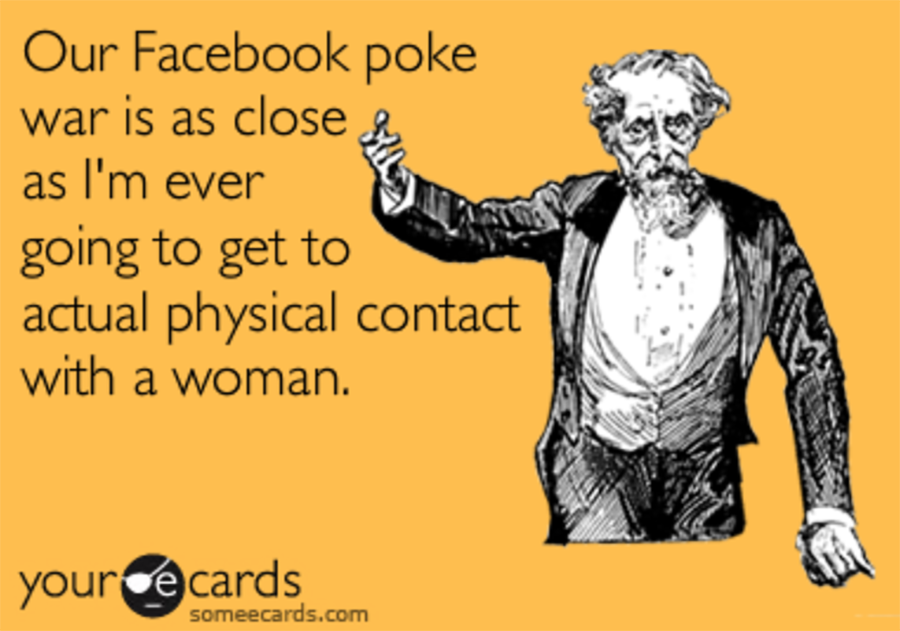 Our Facebook poke
war is as close
as I'm ever
going to get to
actual physical contact
with a woman.
your e cards
someecards.com